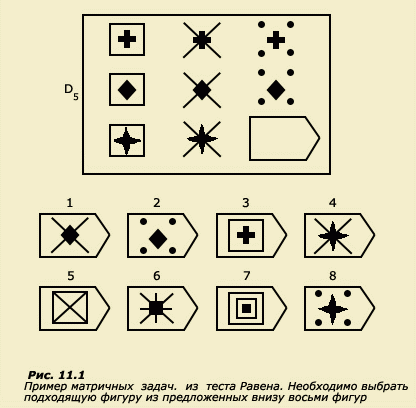 D5
1 2 3 4
5 6 7 8
Рис. 11.1
Пример матричных задач. из теста Равена. Необходимо выбрать
подходящую фигуру из предложенных внизу восьми фигур